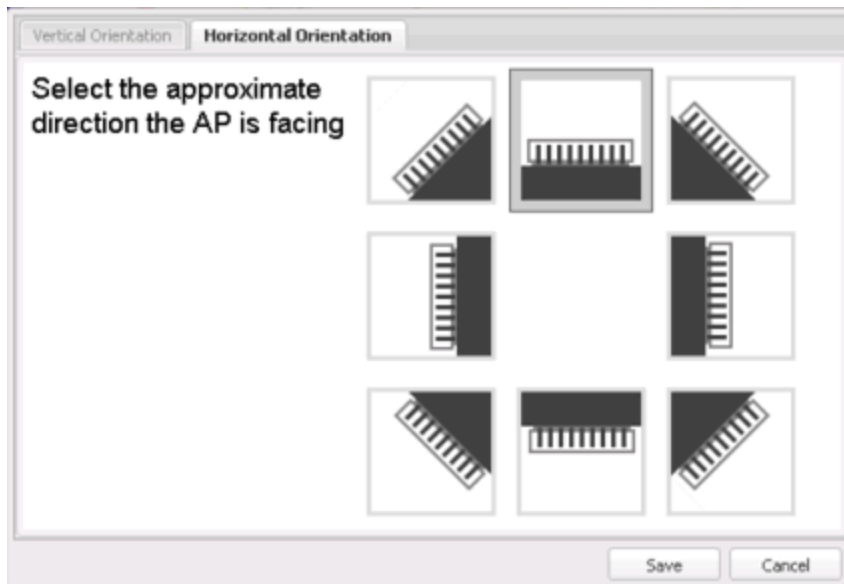 Vertical Orientation
Horizontal Orientation
Select the approximate
direction the AP is facing
Save
Cancel